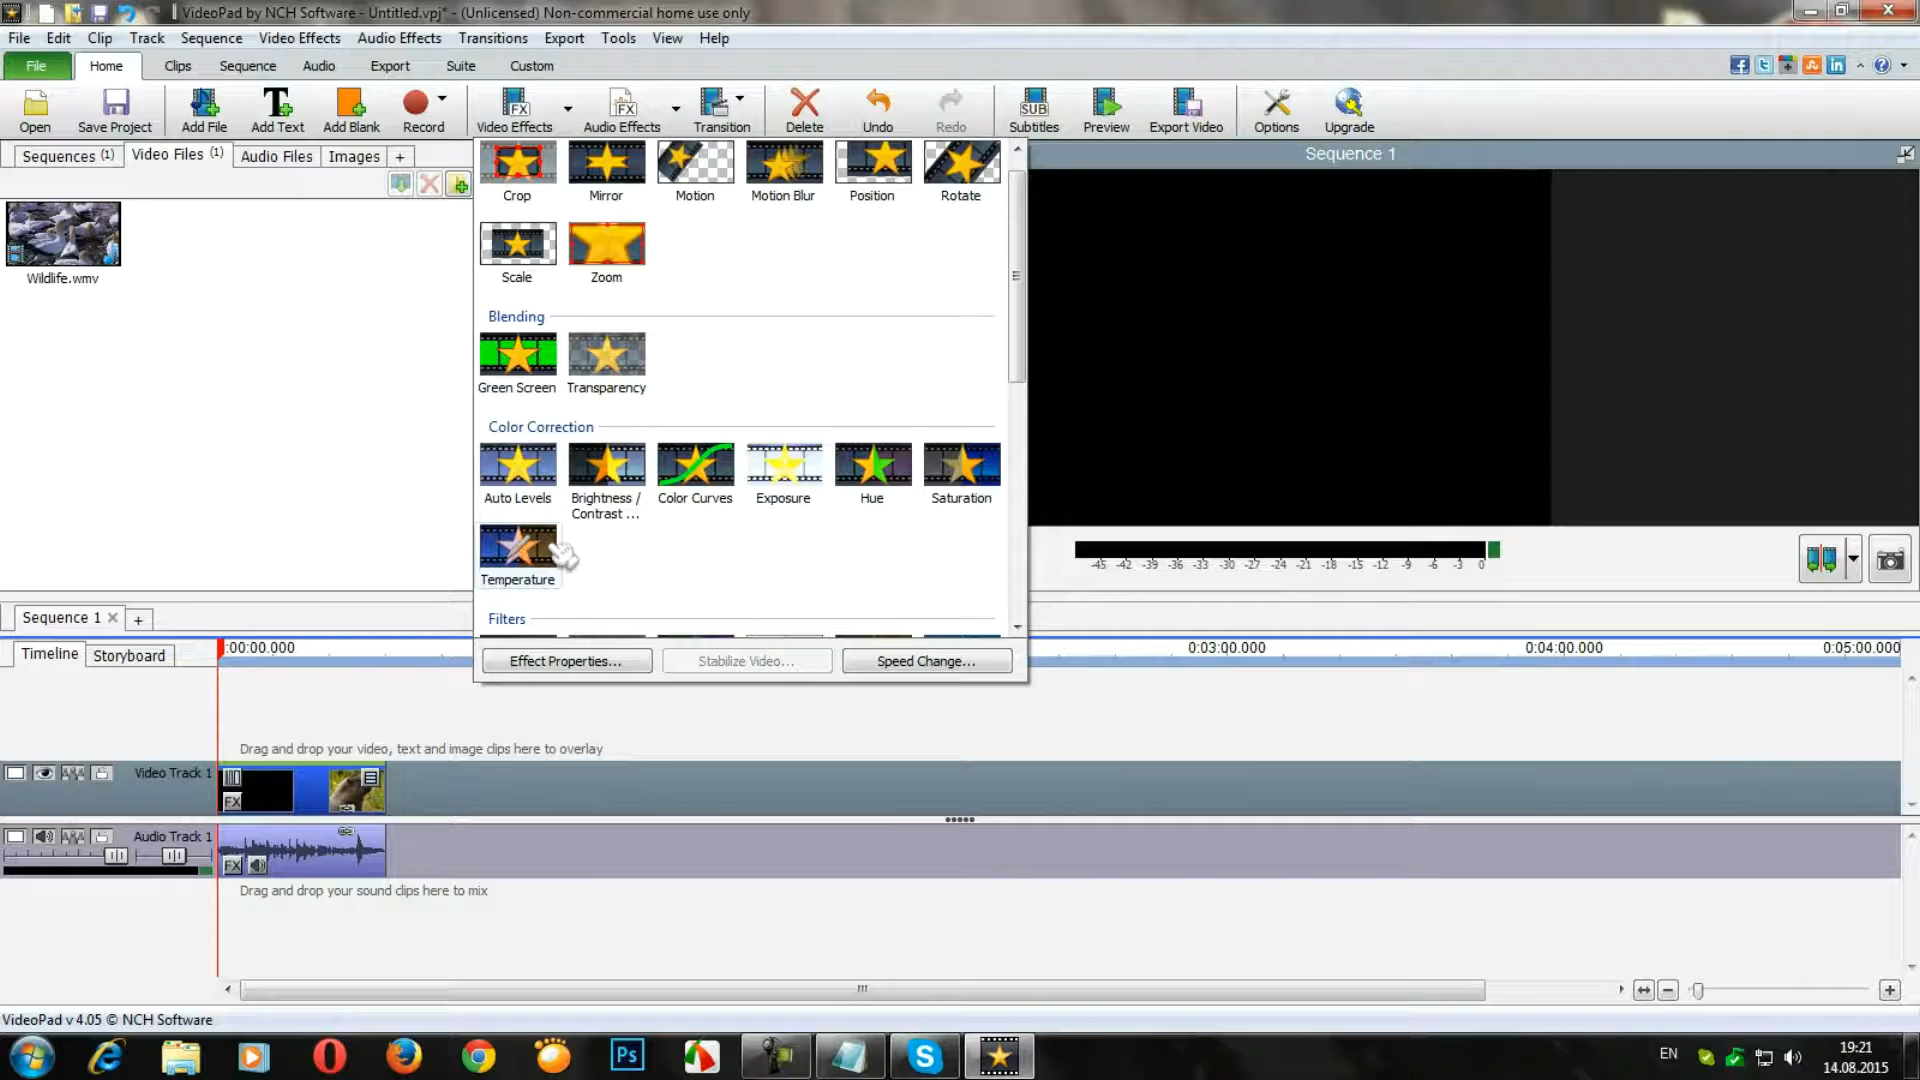 VideoPad by NCH Software - Untitled.vpj* - (Unlicensed) Non-commercial home use only
File Edit Clip Track Sequence Video Effects Audio Effects Transitions Export Tools View Help
File Home Clips Sequence Audio Export Suite Custom
Open Save Project Add File Add Text Add Blank Record Video Effects Audio Effects Transition Delete Undo Redo Subtitles Preview Export Video Options Upgrade
Sequences (1) Video Files (1) Audio Files Images +
Sequence 1
Wildlife.wmv
Crop Mirror Motion Motion Blur Position Rotate
Scale Zoom
Blending
Green Screen Transparency
Color Correction
Auto Levels Brightness / Contrast ... Color Curves Exposure Hue Saturation
Temperature
Filters
Effect Properties... Stabilize Video... Speed Change...
-45 -42 -39 -36 -33 -30 -27 -24 -21 -18 -15 -12 -9 -6 -3 0
Sequence 1
Timeline Storyboard
:00:00.000 0:03:00.000 0:04:00.000 0:05:00.000
Drag and drop your video, text and image clips here to overlay
Video Track 1
FX
Audio Track 1
FX
Drag and drop your sound clips here to mix
VideoPad v 4.05 © NCH Software
Ps
EN
19:21
14.08.2015